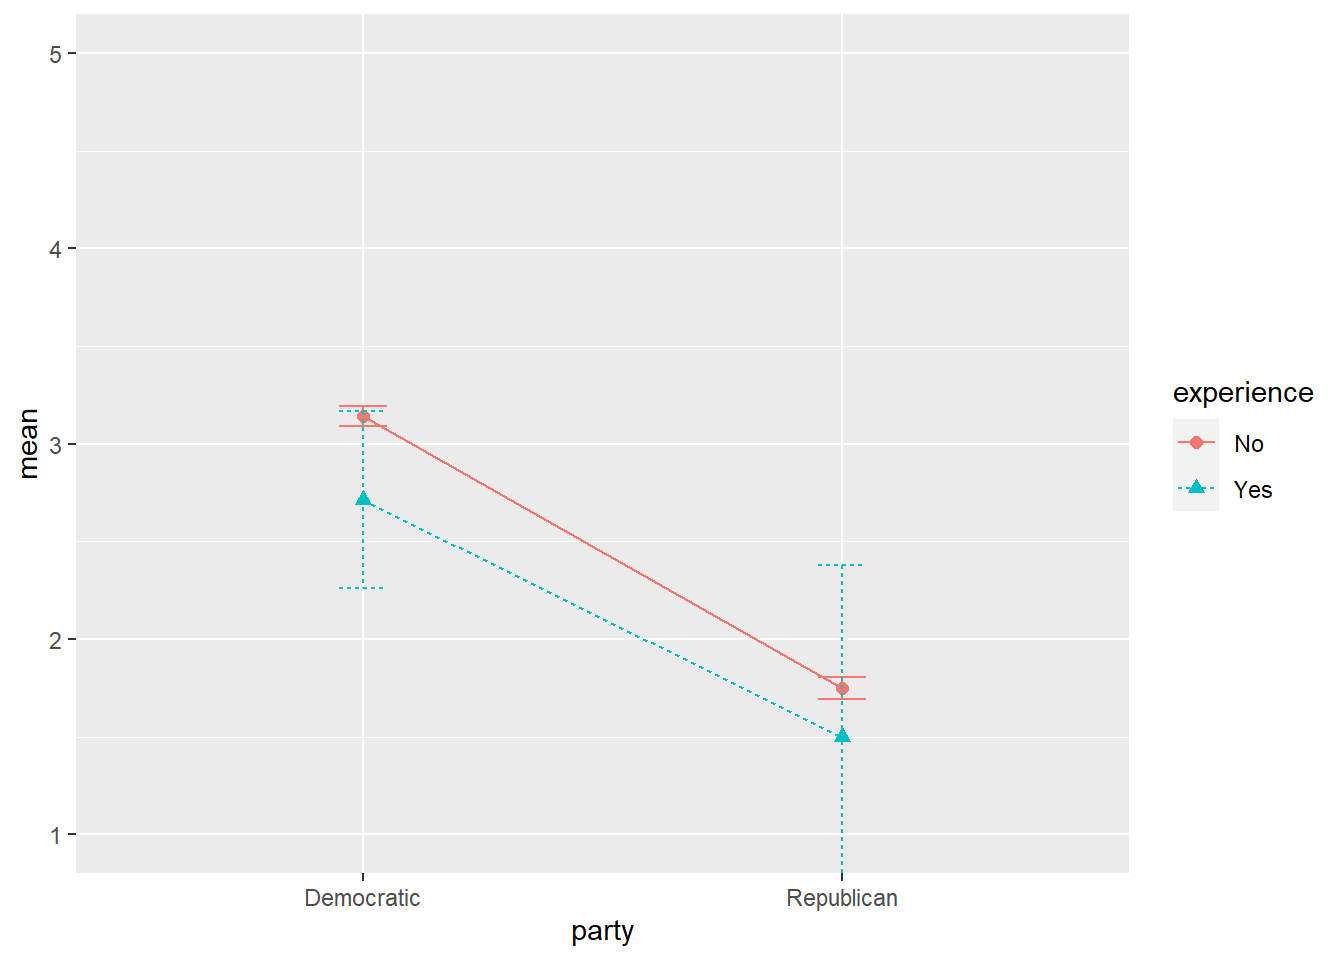 5
4
3
2
1
mean
Democratic
Republican
party
experience
No
Yes